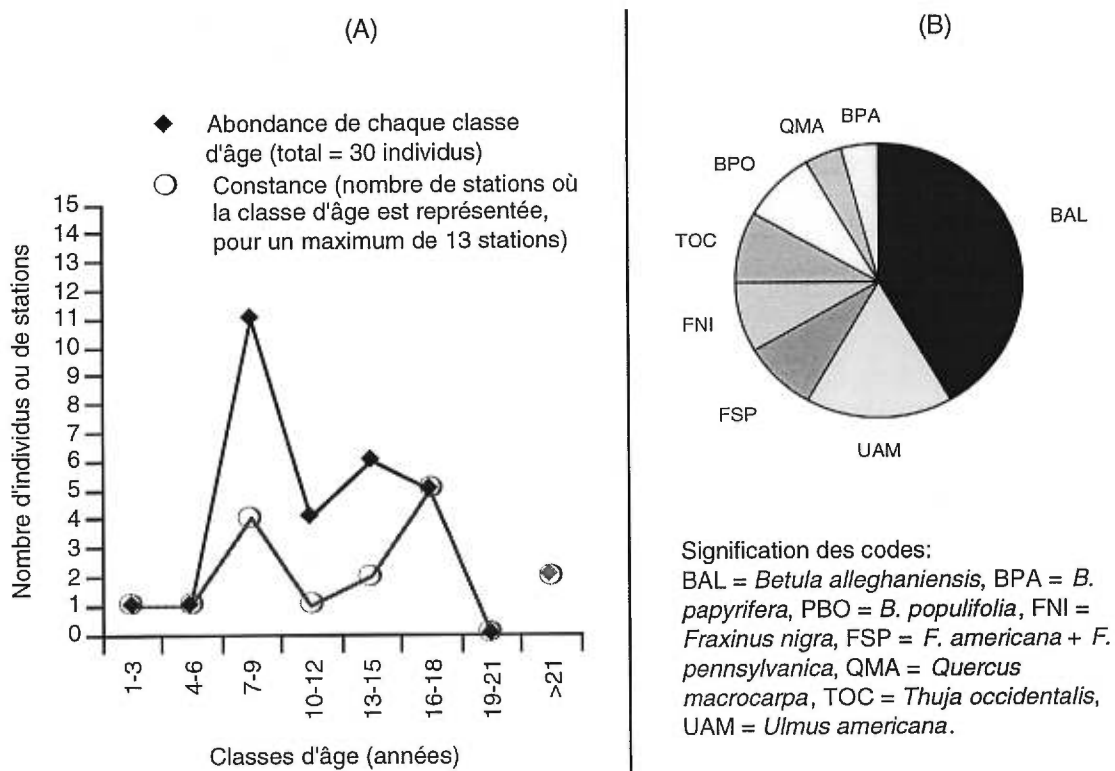 (A)
◆ Abondance de chaque classe
d'âge (total = 30 individus)
○ Constance (nombre de stations où
la classe d'âge est représentée,
pour un maximum de 13 stations)
Nombre d'individus ou de stations
15
14
13
12
11
10
9
8
7
6
5
4
3
2
1
0
1-3
4-6
7-9
10-12
13-15
16-18
19-21
>21
Classes d'âge (années)
(B)
BPA
QMA
BPO
BAL
TOC
FNI
FSP
UAM
Signification des codes:
BAL = Betula alleghaniensis, BPA = B.
papyrifera, PBO = B. populifolia, FNI =
Fraxinus nigra, FSP = F. americana + F.
pennsylvanica, QMA = Quercus
macrocarpa, TOC = Thuja occidentalis,
UAM = Ulmus americana.